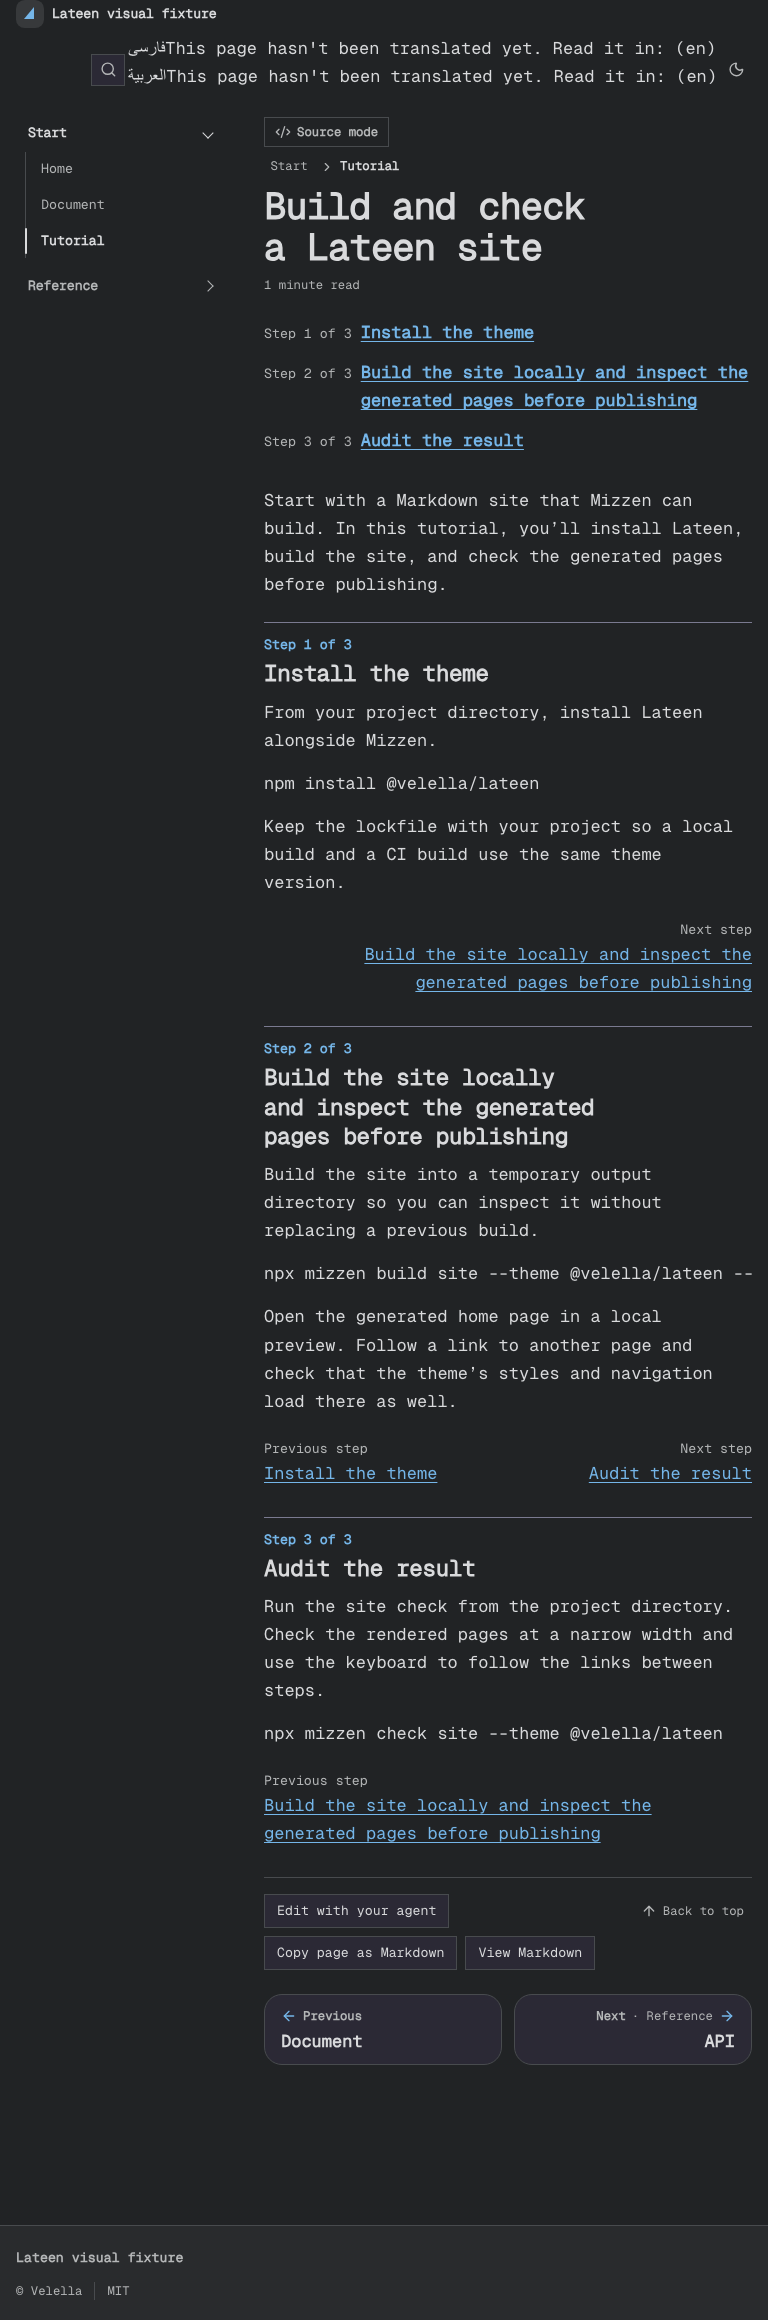 Lateen visual fixture
فارسیThis page hasn't been translated yet. Read it in: (en)
العربيةThis page hasn't been translated yet. Read it in: (en)
Start
Home
Document
Tutorial
Reference
Source mode
Start
Tutorial
Build and check
a Lateen site
1 minute read
Step 1 of 3 Install the theme
Step 2 of 3 Build the site locally and inspect the
generated pages before publishing
Step 3 of 3 Audit the result
Start with a Markdown site that Mizzen can
build. In this tutorial, you’ll install Lateen,
build the site, and check the generated pages
before publishing.
Step 1 of 3
Install the theme
From your project directory, install Lateen
alongside Mizzen.
npm install @velella/lateen
Keep the lockfile with your project so a local
build and a CI build use the same theme
version.
Next step
Build the site locally and inspect the
generated pages before publishing
Step 2 of 3
Build the site locally
and inspect the generated
pages before publishing
Build the site into a temporary output
directory so you can inspect it without
replacing a previous build.
npx mizzen build site --theme @velella/lateen --
Open the generated home page in a local
preview. Follow a link to another page and
check that the theme’s styles and navigation
load there as well.
Previous step
Install the theme
Next step
Audit the result
Step 3 of 3
Audit the result
Run the site check from the project directory.
Check the rendered pages at a narrow width and
use the keyboard to follow the links between
steps.
npx mizzen check site --theme @velella/lateen
Previous step
Build the site locally and inspect the
generated pages before publishing
Edit with your agent
Back to top
Copy page as Markdown
View Markdown
Previous
Document
Next · Reference
API
Lateen visual fixture
© Velella
MIT